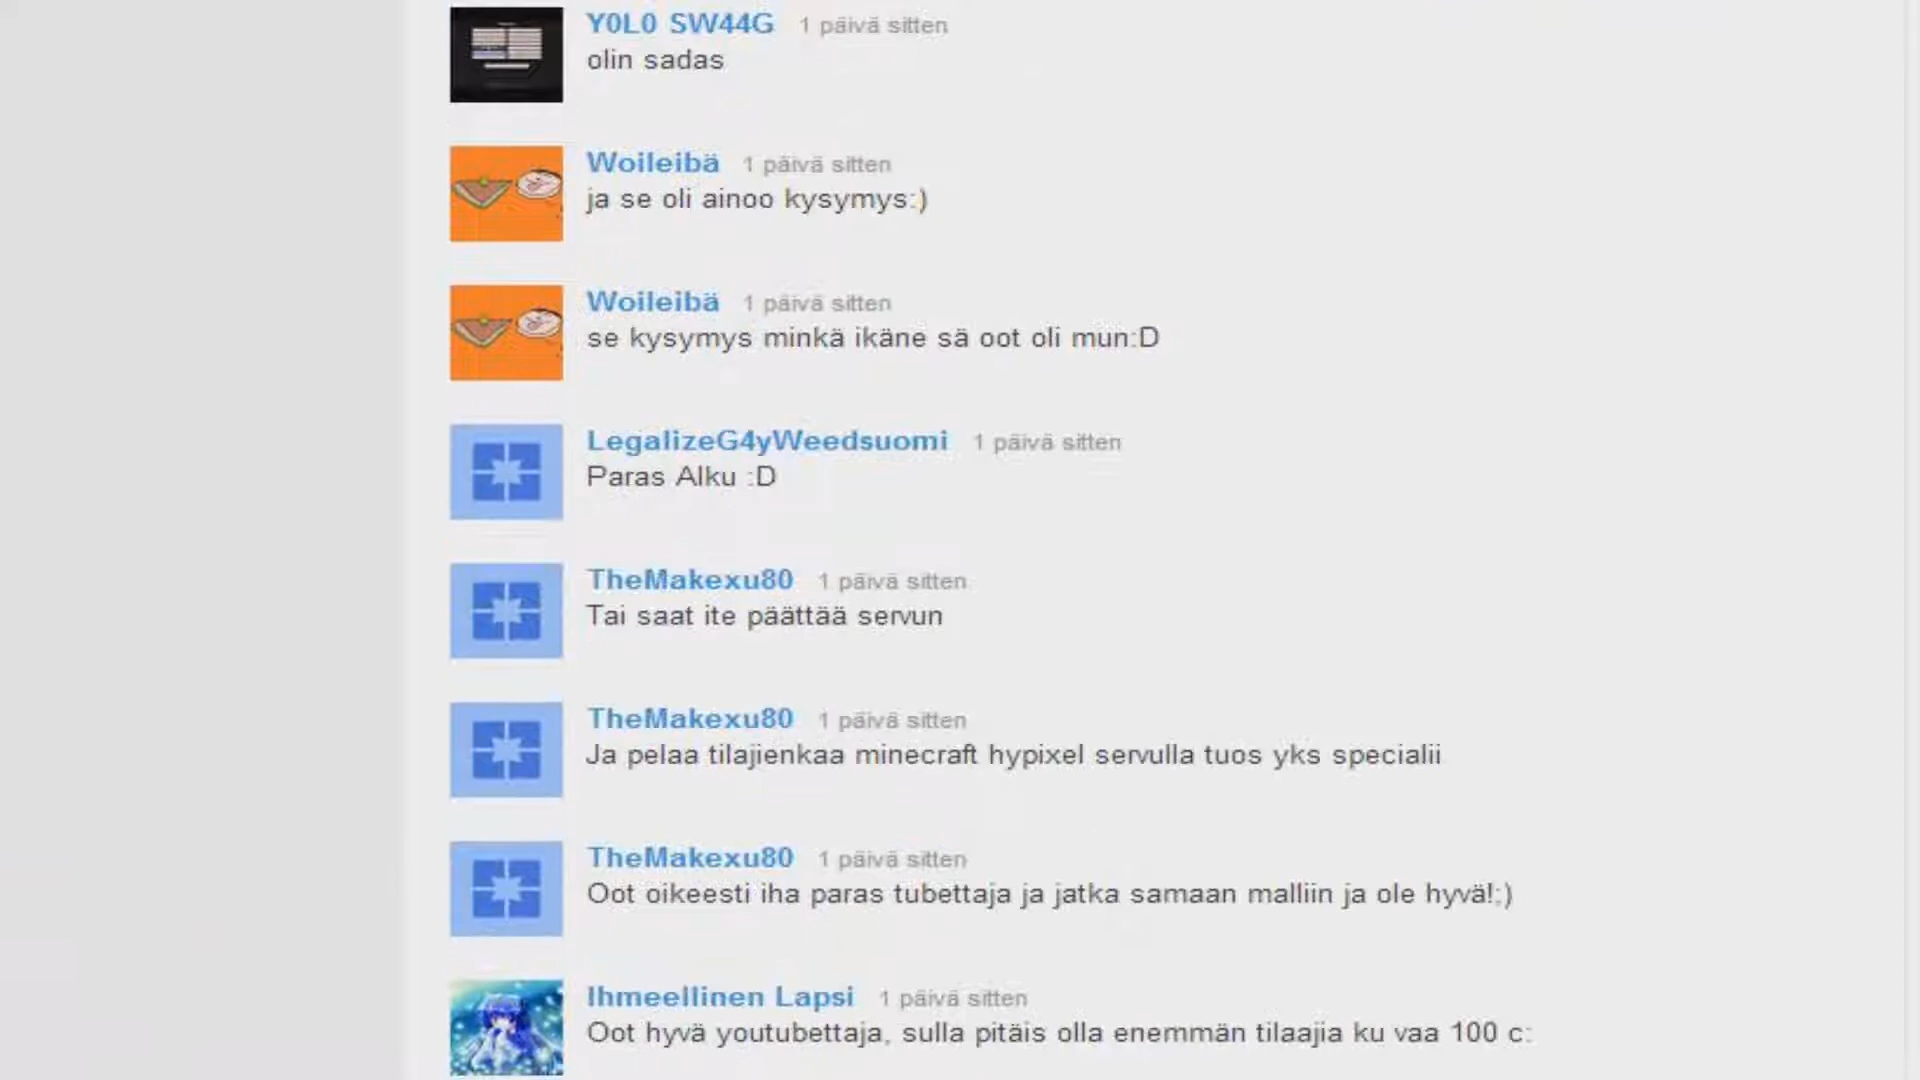 Y0L0 SW44G 1 päivä sitten
olin sadas
Woileibä 1 päivä sitten
ja se oli ainoo kysymys:)
Woileibä 1 päivä sitten
se kysymys minkä ikäne sä oot oli mun:D
LegalizeG4yWeedsuomi 1 päivä sitten
Paras Alku :D
TheMakexu80 1 päivä sitten
Tai saat ite päättää servun
TheMakexu80 1 päivä sitten
Ja pelaa tilajienkaa minecraft hypixel servulla tuos yks specialii
TheMakexu80 1 päivä sitten
Oot oikeesti iha paras tubettaja ja jatka samaan malliin ja ole hyvä!;)
Ihmeellinen Lapsi 1 päivä sitten
Oot hyvä youtubettaja, sulla pitäis olla enemmän tilaajia ku vaa 100 c: